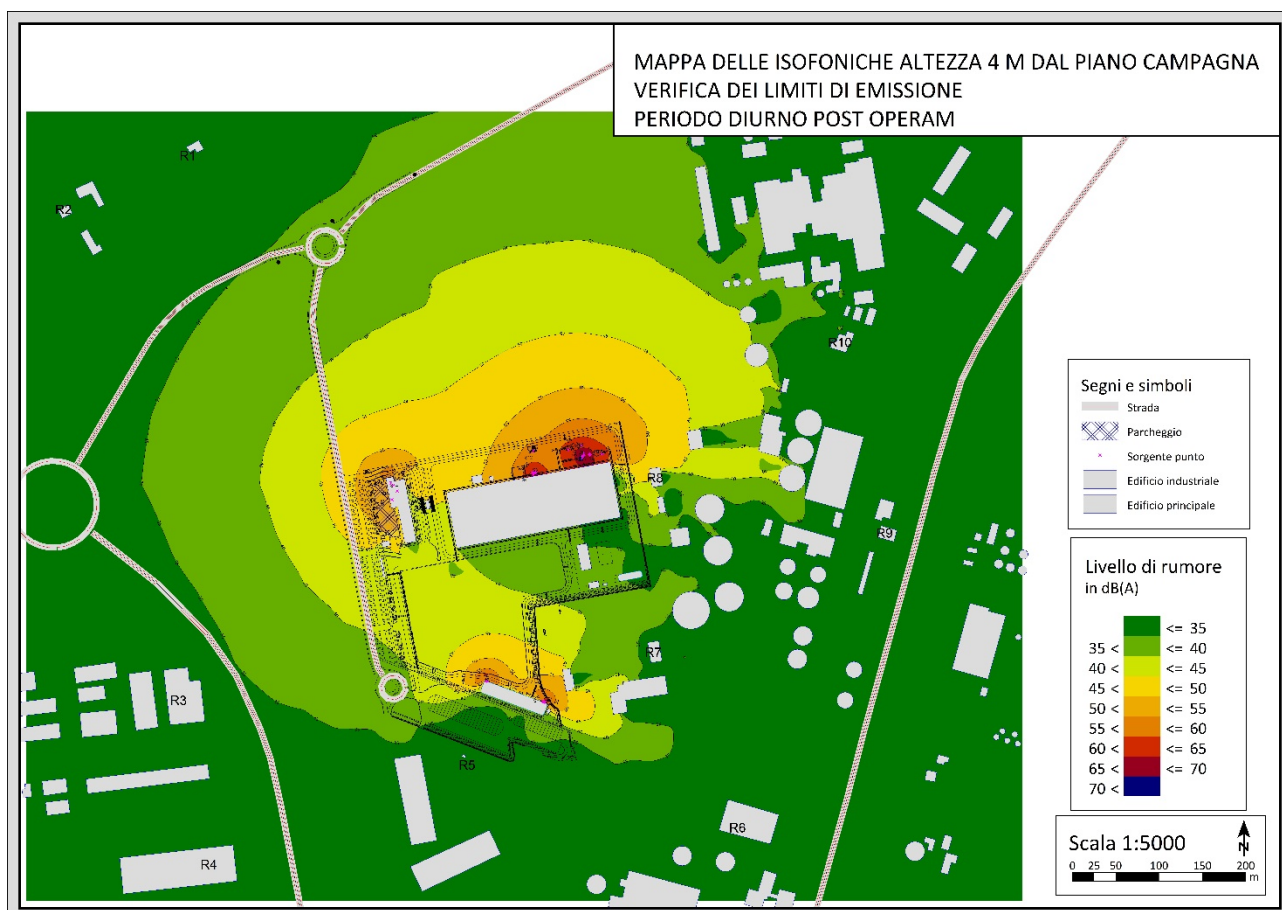 MAPPA DELLE ISOFONICHE ALTEZZA 4 M DAL PIANO CAMPAGNA
VERIFICA DEI LIMITI DI EMISSIONE
PERIODO DIURNO POST OPERAM
R1
R2
R10
R8
R9
R7
R3
R5
R6
R4
Segni e simboli
Strada
Parcheggio
Sorgente punto
Edificio industriale
Edificio principale
Livello di rumore
in dB(A)
<= 35
35 < <= 40
40 < <= 45
45 < <= 50
50 < <= 55
55 < <= 60
60 < <= 65
65 < <= 70
70 <
Scala 1:5000
N
0 25 50 100 150 200
m